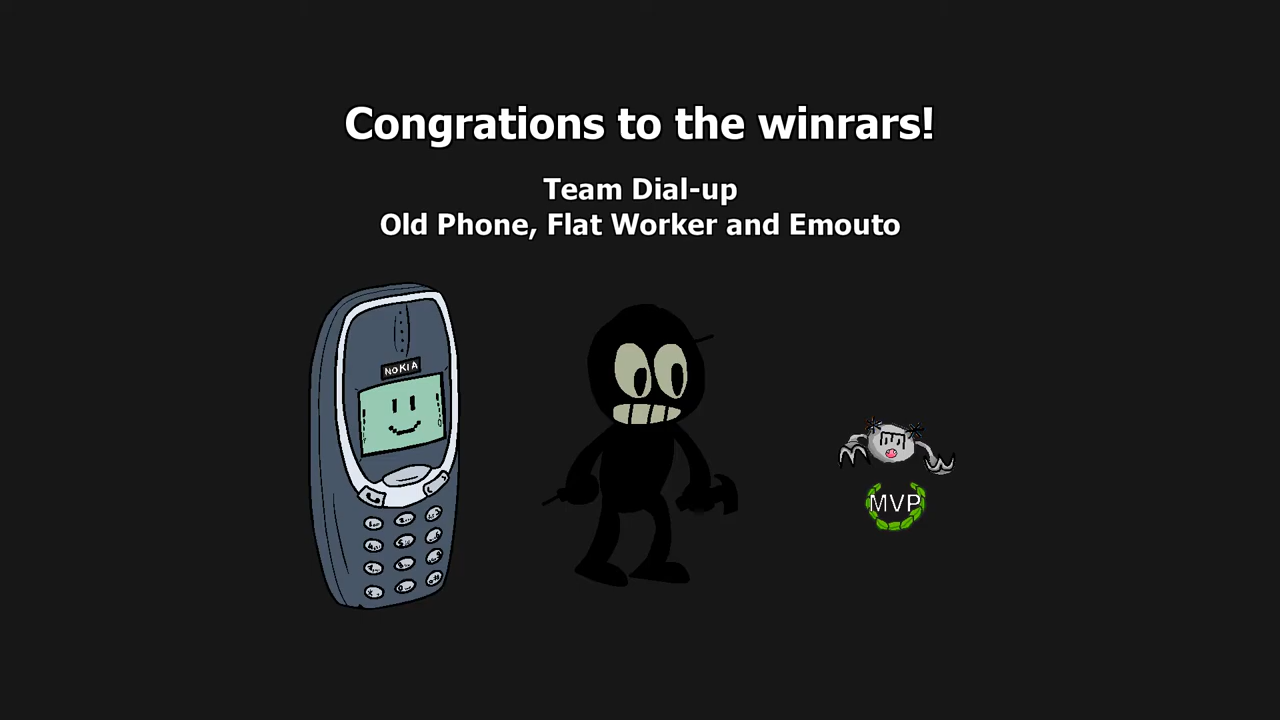 Congrations to the winrars!
Team Dial-up
Old Phone, Flat Worker and Emouto
NOKIA
MVP